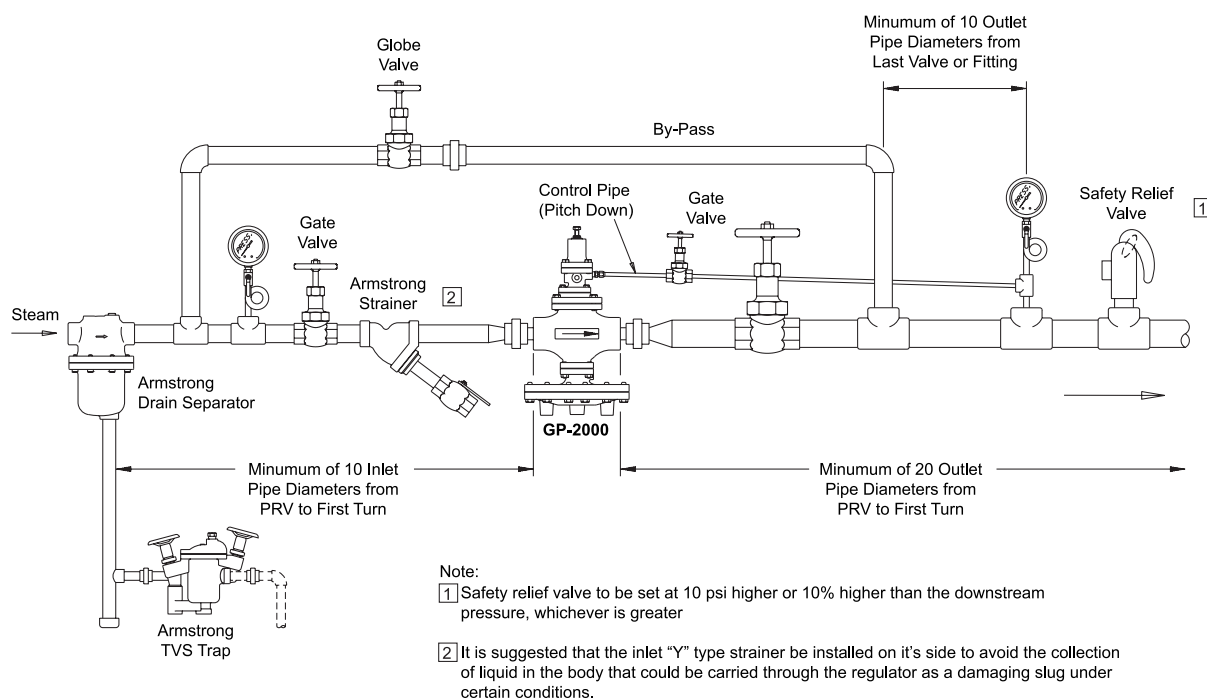 Minumum of 10 Outlet
Pipe Diameters from
Last Valve or Fitting
Globe
Valve
By-Pass
Control Pipe
(Pitch Down)
Gate
Valve
Safety Relief
Valve
1
Gate
Valve
PRESS.
PRESS.
Armstrong
Strainer
2
Steam
Armstrong
Drain Separator
GP-2000
Minumum of 10 Inlet
Pipe Diameters from
PRV to First Turn
Minumum of 20 Outlet
Pipe Diameters from
PRV to First Turn
Armstrong
TVS Trap
Note:
1 Safety relief valve to be set at 10 psi higher or 10% higher than the downstream
pressure, whichever is greater
2 It is suggested that the inlet “Y” type strainer be installed on it’s side to avoid the collection
of liquid in the body that could be carried through the regulator as a damaging slug under
certain conditions.